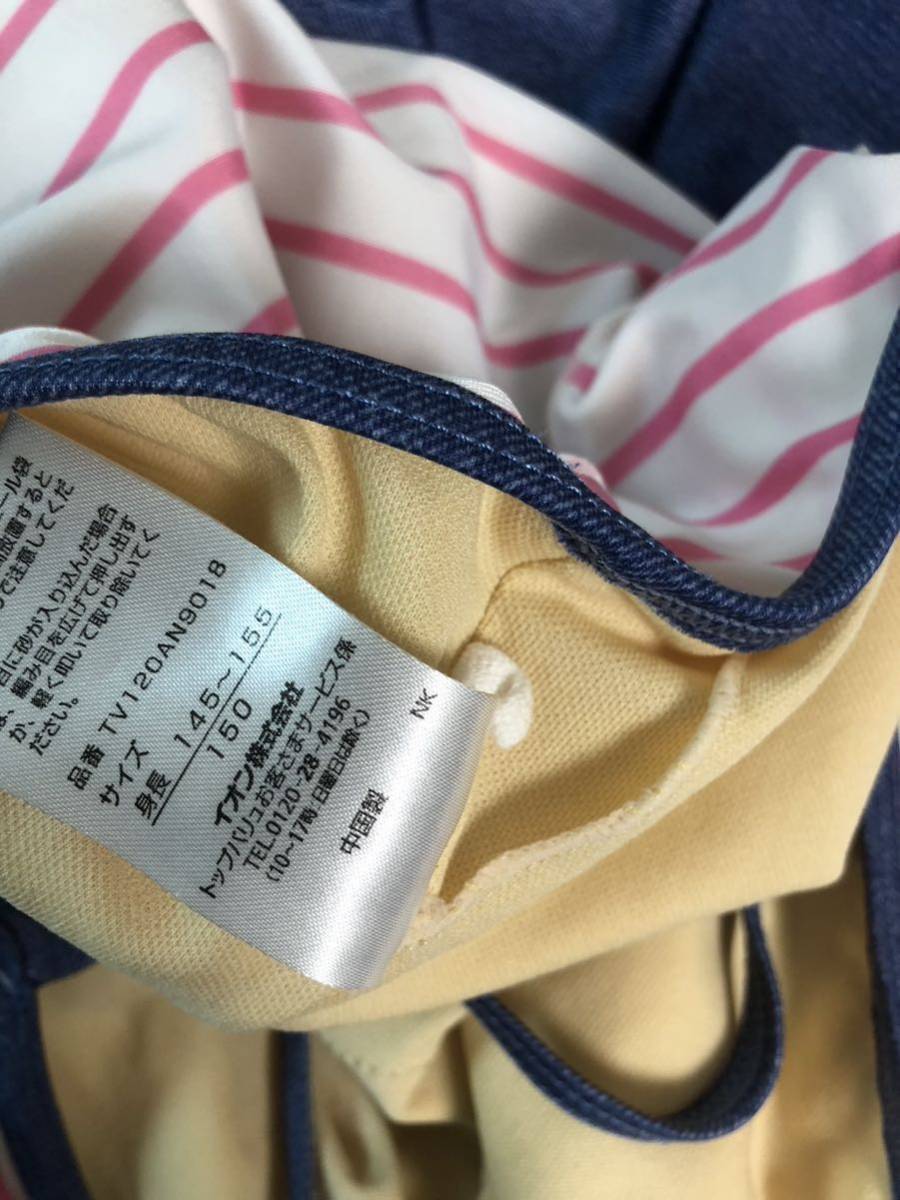 ール袋
間放置すると
で注意してくだ
目に砂が入り込んだ場合
編み目を広げて押し出す
か、軽く叩いて取り除いてく
ださい。
品番 TV120AN9018
サイズ
身長 145~155
150
イオン株式会社
トップバリュお客さまサービス係
TEL.0120-28-4196
(10~17時 日曜日は除く)
中国製 NK